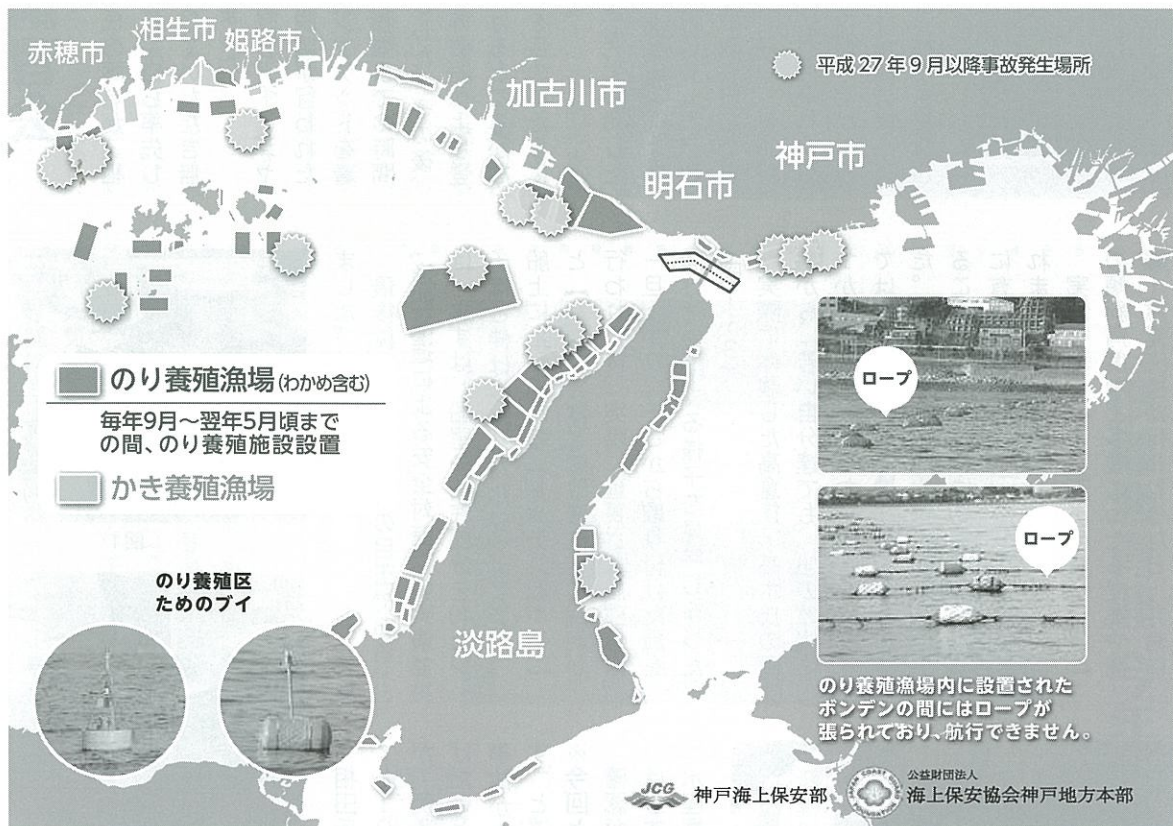 赤穂市
相生市
姫路市
加古川市
明石市
神戸市
平成27年9月以降事故発生場所
のり養殖漁場(わかめ含む)
毎年9月～翌年5月頃まで
の間、のり養殖施設設置
かき養殖漁場
ロープ
ロープ
のり養殖区
ためのブイ
淡路島
のり養殖漁場内に設置された
ボンデンの間にはロープが
張られており、航行できません。
JCG
神戸海上保安部
JAPAN COAST GUARD FOUNDATION
公益財団法人
海上保安協会神戸地方本部